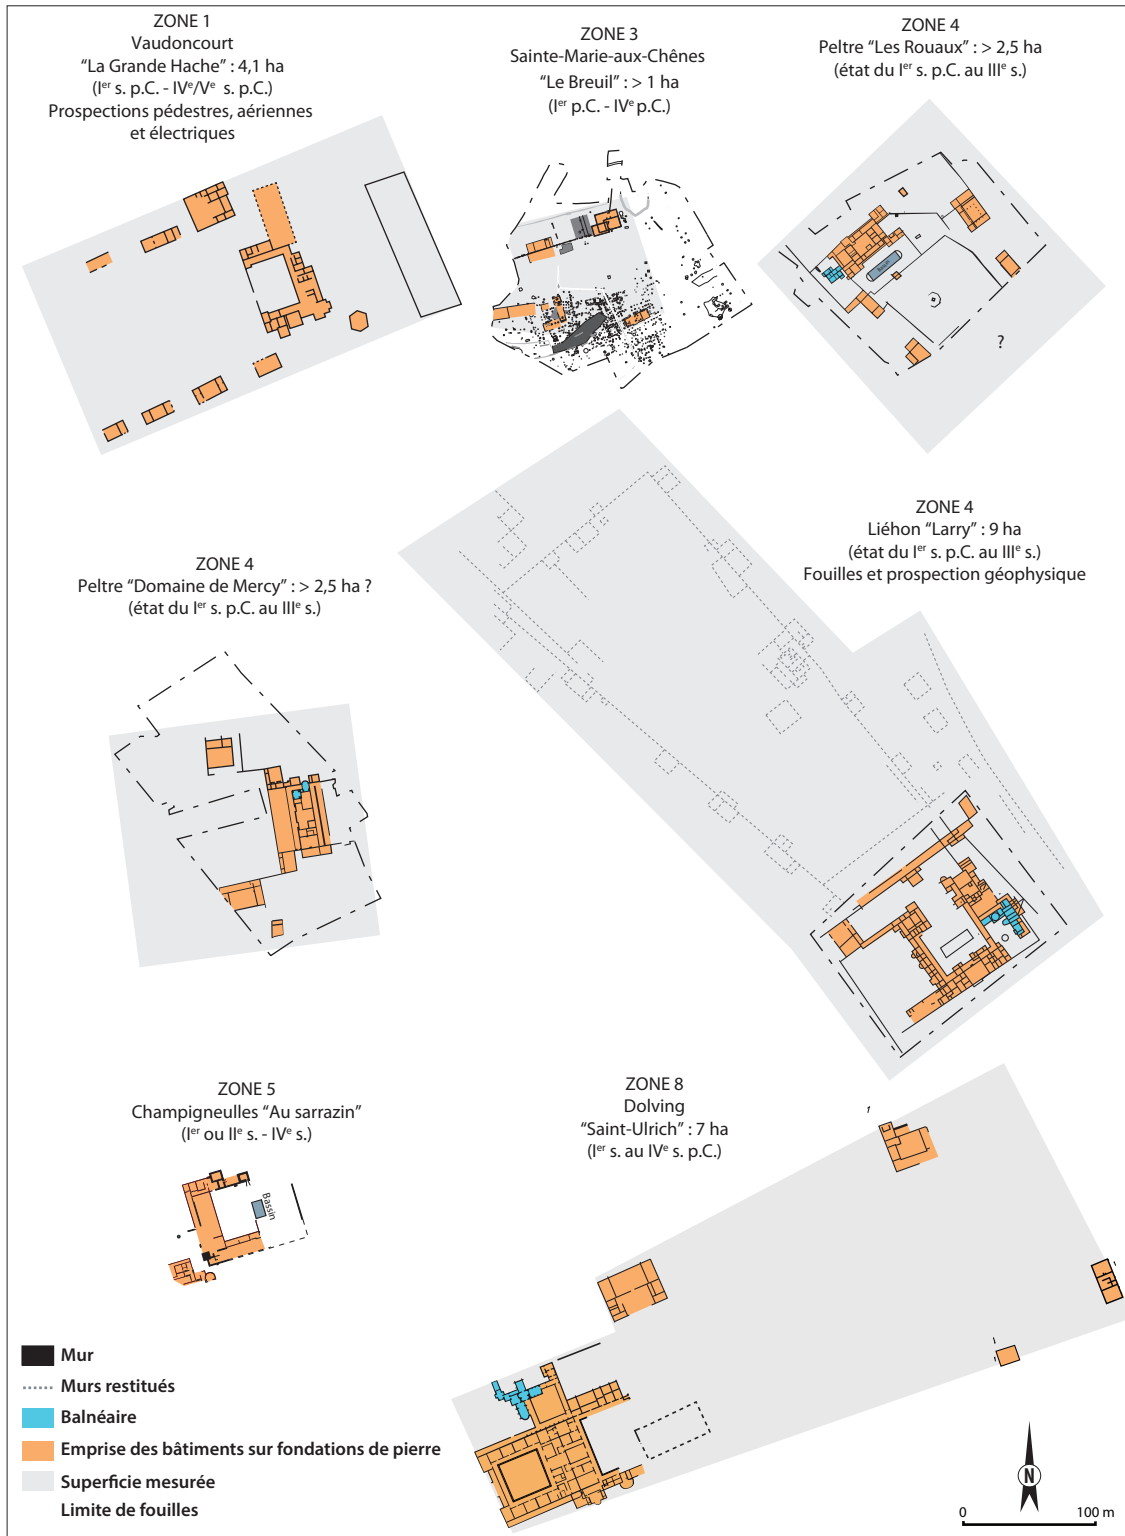 ZONE 1
Vaudoncourt
“La Grande Hache” : 4,1 ha
(Iᵉʳ s. p.C. - IVᵉ/Vᵉ s. p.C.)
Prospections pédestres, aériennes
et électriques
ZONE 3
Sainte-Marie-aux-Chênes
“Le Breuil” : > 1 ha
(Iᵉʳ p.C. - IVᵉ p.C.)
ZONE 4
Peltre “Les Rouaux” : > 2,5 ha
(état du Iᵉʳ s. p.C. au IIIᵉ s.)
?
ZONE 4
Peltre “Domaine de Mercy” : > 2,5 ha ?
(état du Iᵉʳ s. p.C. au IIIᵉ s.)
ZONE 4
Liéhon “Larry” : 9 ha
(état du Iᵉʳ s. p.C. au IIIᵉ s.)
Fouilles et prospection géophysique
ZONE 5
Champigneulles “Au sarrazin”
(Iᵉʳ ou IIᵉ s. - IVᵉ s.)
Bassin
ZONE 8
Dolving
“Saint-Ulrich” : 7 ha
(Iᵉʳ s. au IVᵉ s. p.C.)
Mur
Murs restitués
Balnéaire
Emprise des bâtiments sur fondations de pierre
Superficie mesurée
Limite de fouilles
N
0 100 m